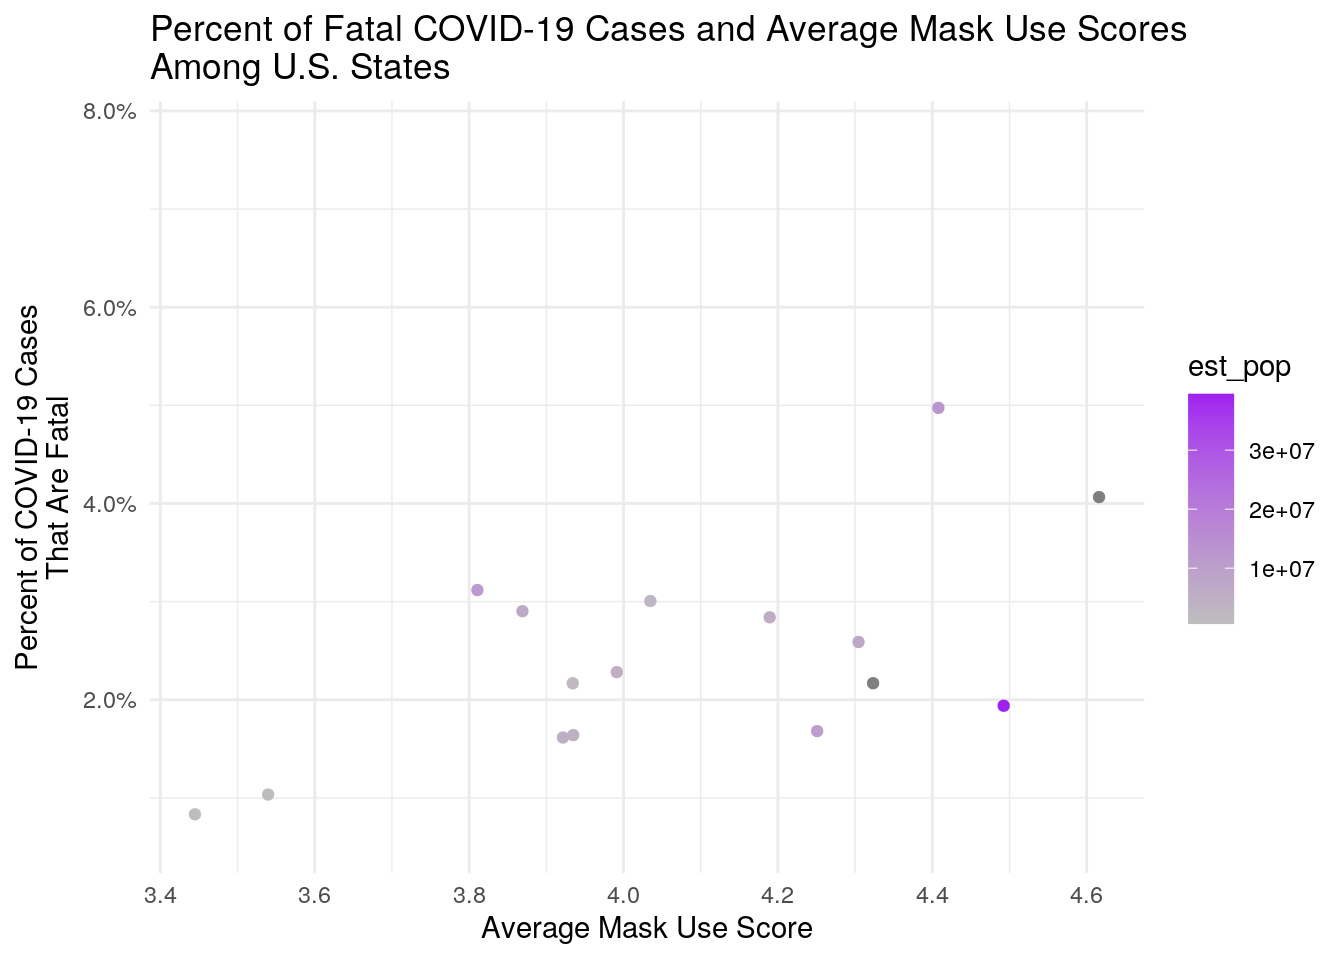 Percent of Fatal COVID-19 Cases and Average Mask Use Scores
Among U.S. States
Percent of COVID-19 Cases
That Are Fatal
8.0%
6.0%
4.0%
2.0%
3.4
3.6
3.8
4.0
4.2
4.4
4.6
Average Mask Use Score
est_pop
3e+07
2e+07
1e+07